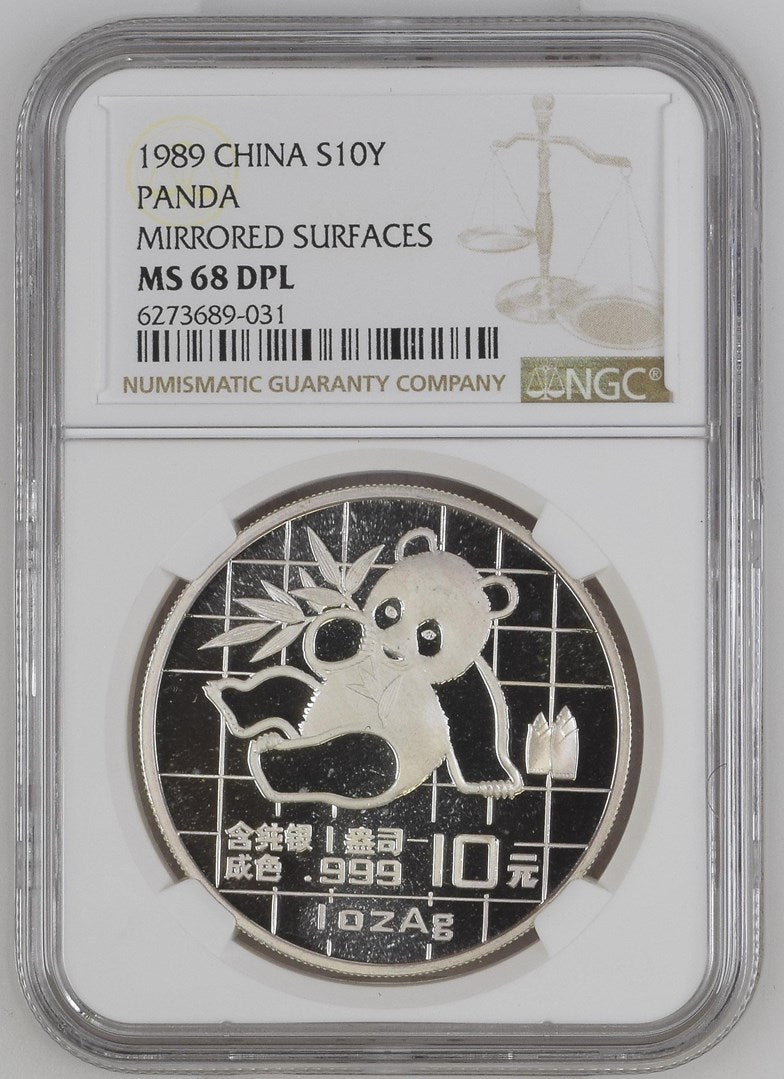 1989 CHINA S10Y
PANDA
MIRRORED SURFACES
MS 68 DPL
6273689-031
NUMISMATIC GUARANTY COMPANY
NGC®
含纯银 1 盎司 10元
成色 .999
1 oz Ag